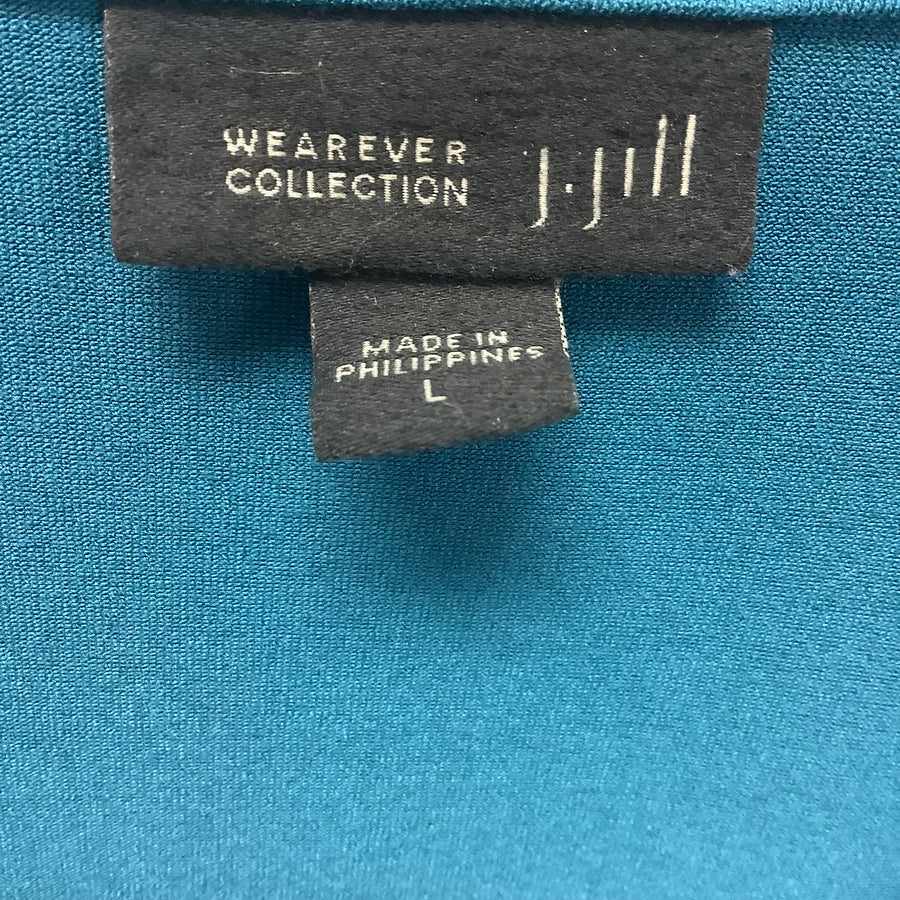 WEAREVER
COLLECTION
J.Jill
MADE IN
PHILIPPINES
L